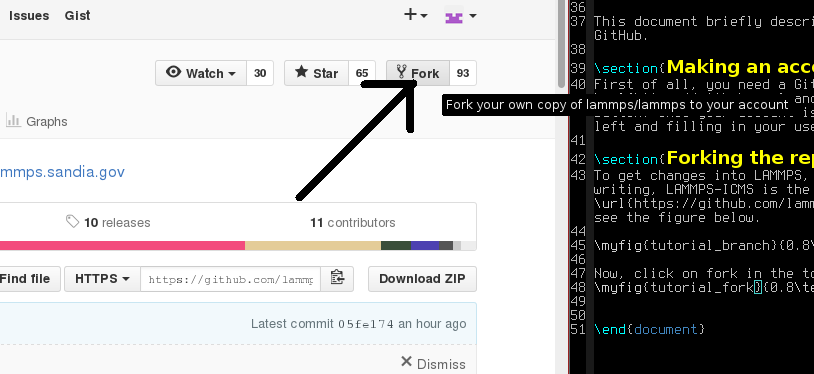 Issues Gist
Watch 30 Star 65 Fork 93
Fork your own copy of lammps/lammps to your account
Graphs
mmps.sandia.gov
10 releases 11 contributors
Find file HTTPS https://github.com/lammp Download ZIP
Latest commit 05fe174 an hour ago
Dismiss
36
37 This document briefly descri
GitHub.
38
39 \section{Making an acco
40 First of all, you need a Git
and
left and filling in your use
41
42 \section{Forking the rep
43 To get changes into LAMMPS,
writing, LAMMPS-ICMS is the
\url{https://github.com/lamm
see the figure below.
44
45 \myfig{tutorial_branch}{0.8\
46
47 Now, click on fork in the to
48 \myfig{tutorial_fork}{0.8\te
49
50
51 \end{document}